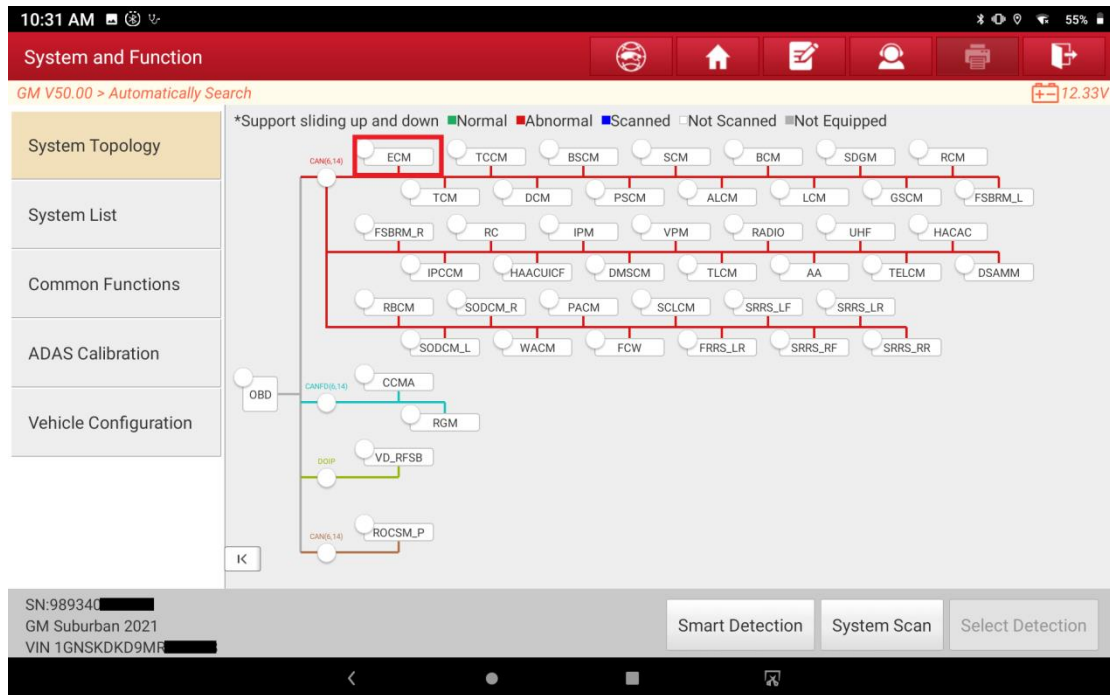 10:31 AM
55%
System and Function
GM V50.00 > Automatically Search
12.33V
System Topology
System List
Common Functions
ADAS Calibration
Vehicle Configuration
*Support sliding up and down ■Normal ■Abnormal ■Scanned □Not Scanned ■Not Equipped
CAN(6,14)
ECM TCCM BSCM SCM BCM SDGM RCM
TCM DCM PSCM ALCM LCM GSCM FSBRM_L
FSBRM_R RC IPM VPM RADIO UHF HACAC
IPCCM HAACUICF DMSCM TLCM AA TELCM DSAMM
RBCM SODCM_R PACM SCLCM SRRS_LF SRRS_LR
SODCM_L WACM FCW FRRS_LR SRRS_RF SRRS_RR
OBD
CANFD(6,14)
CCMA
RGM
DOIP
VD_RFSB
CAN(6,14)
ROCSM_P
SN:989340
GM Suburban 2021
VIN 1GNSKDKD9MR
Smart Detection
System Scan
Select Detection